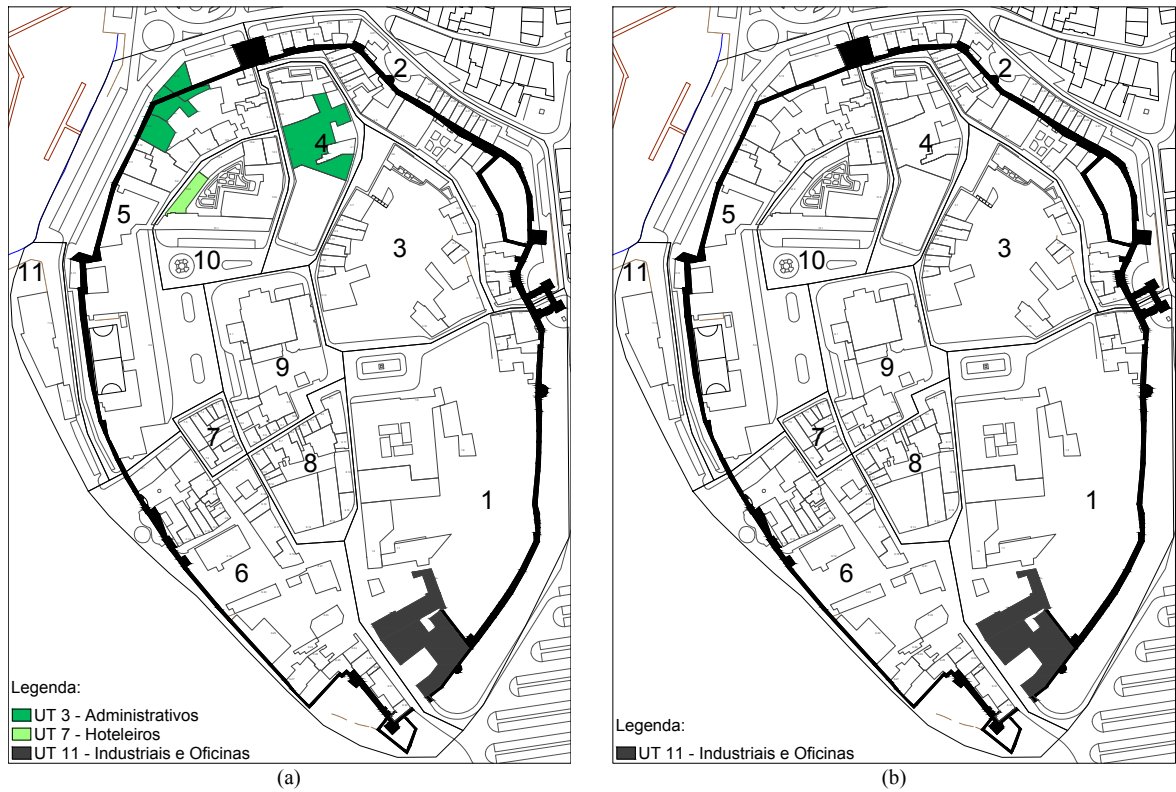 2
4
5
3
11
10
9
7
8
1
6
Legenda:
UT 3 - Administrativos
UT 7 - Hoteleiros
UT 11 - Industriais e Oficinas
(a)
2
4
5
3
11
10
9
7
8
1
6
Legenda:
UT 11 - Industriais e Oficinas
(b)